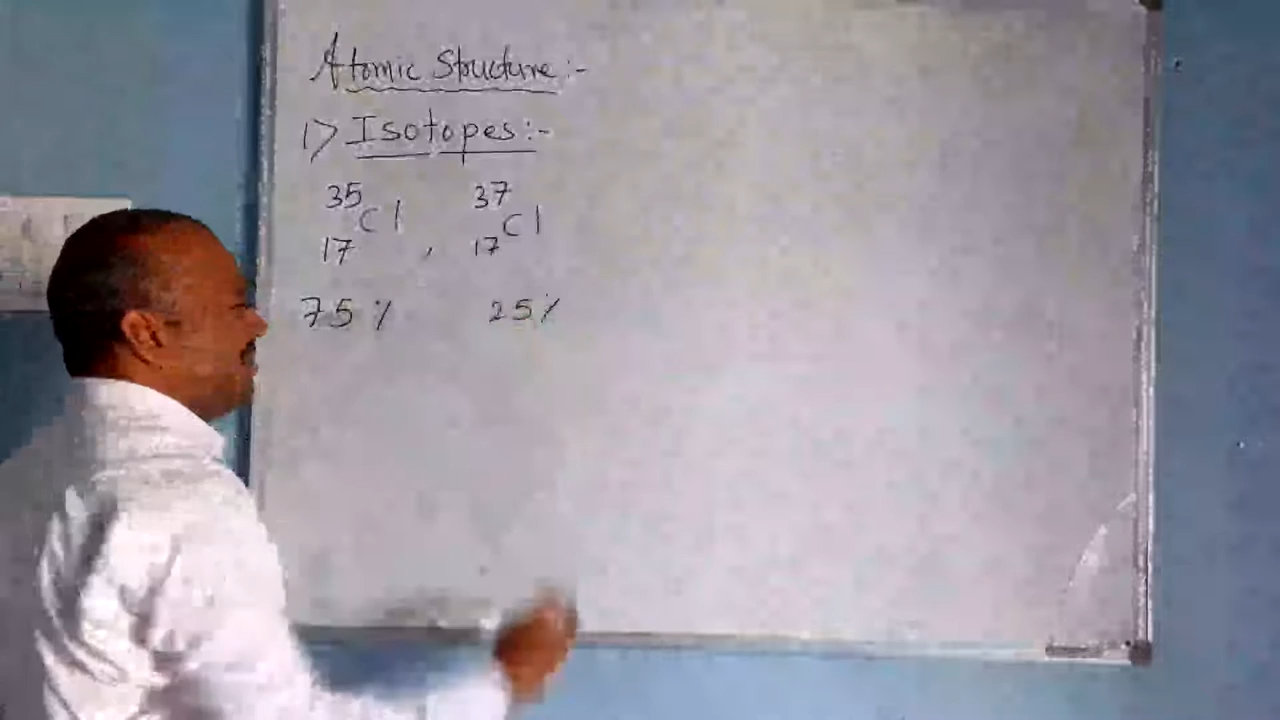 Atomic Structure:-
1> Isotopes:-
35 37
Cl , Cl
17 17
75% 25%